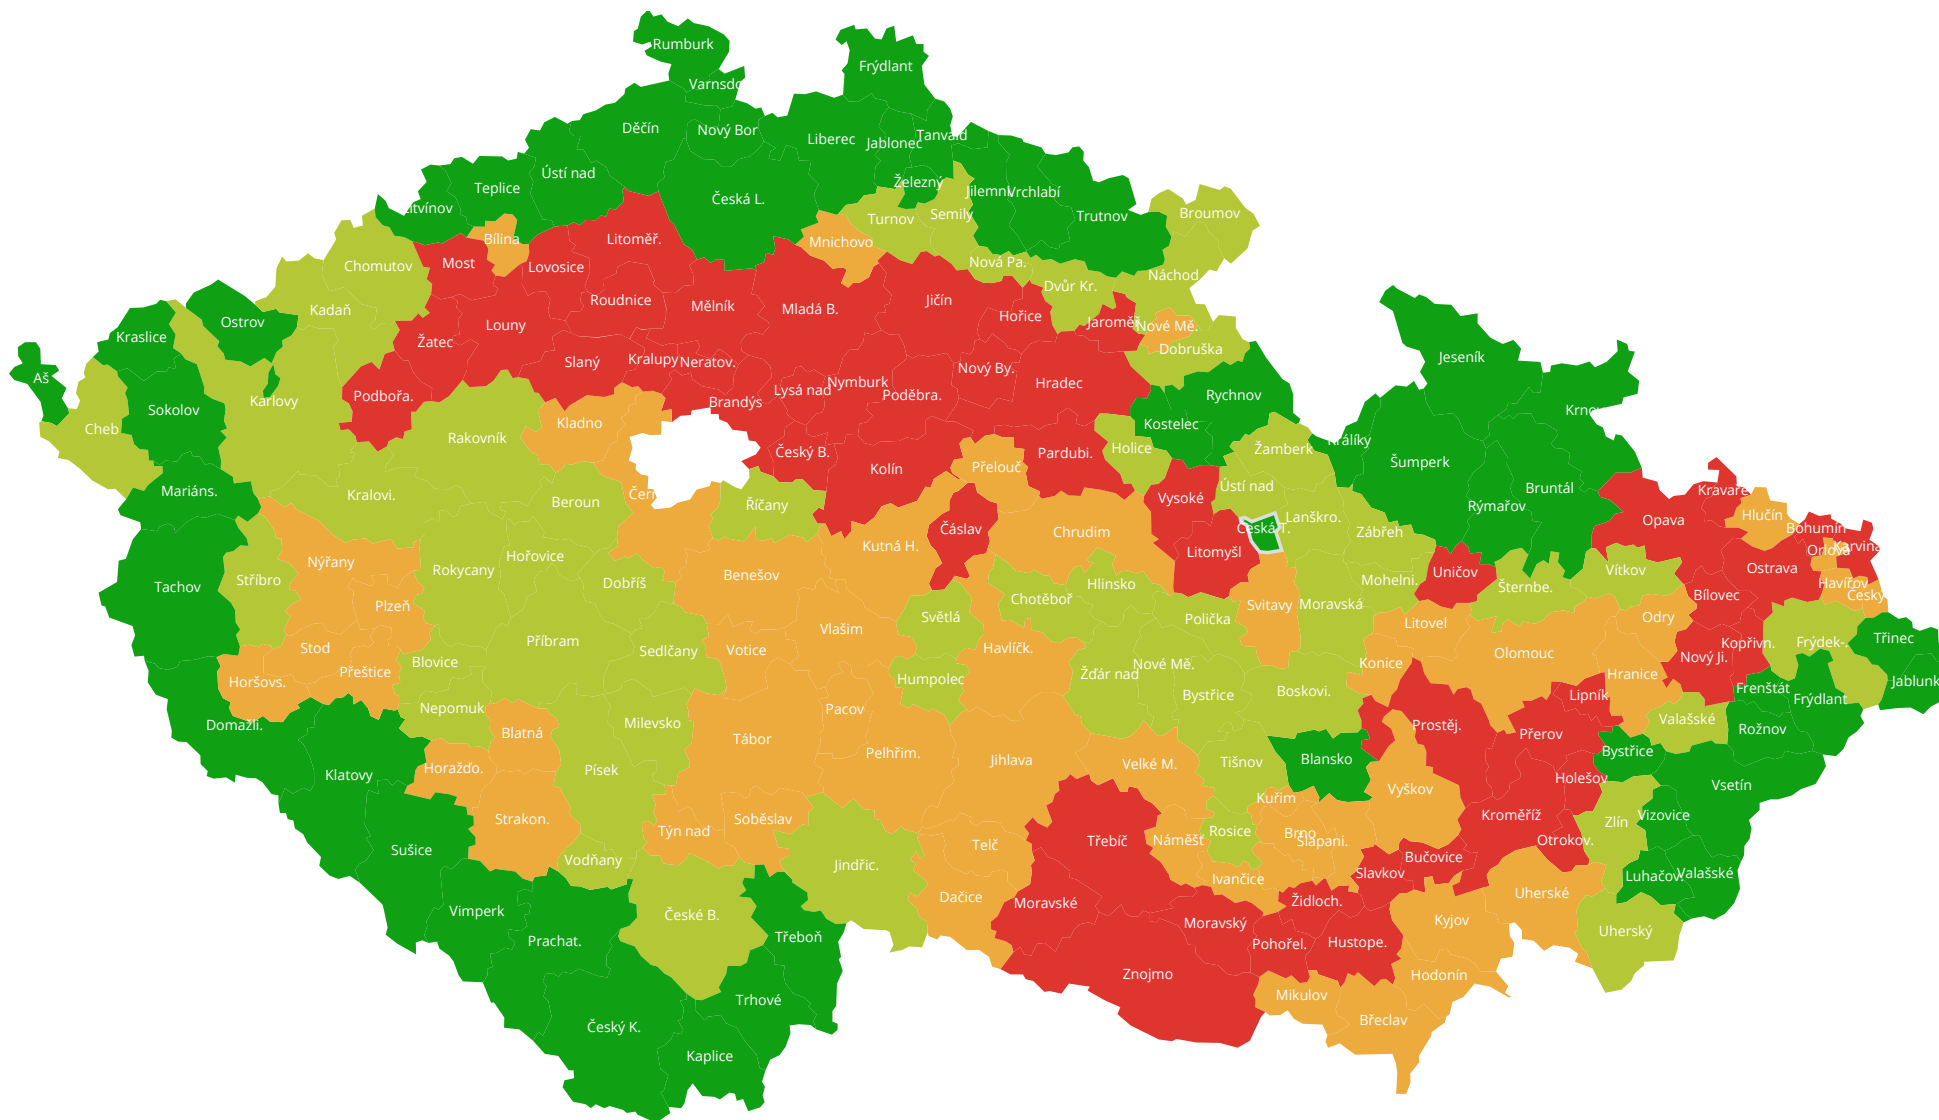 Rumburk
Frýdlant
Varnsdo
Děčín
Nový Bor
Liberec
Jablonec
Tanvald
Ústí nad
Teplice
Železný
Jilemni
Vrchlabí
Česká L.
Litvínov
Turnov
Semily
Trutnov
Broumov
Bílina
Litoměř.
Mnichovo
Chomutov
Most
Lovosice
Nová Pa.
Náchod
Dvůr Kr.
Roudnice
Mělník
Mladá B.
Jičín
Kadaň
Hořice
Jaroměř
Nové Mě.
Ostrov
Louny
Kraslice
Žatec
Dobruška
Jeseník
Slaný
Kralupy
Neratov.
Nový By.
Aš
Lysá nad
Nymburk
Poděbra.
Hradec
Rychnov
Podbořa.
Karlovy
Brandýs
Sokolov
Krnov
Kladno
Kostelec
Cheb
Rakovník
Králíky
Český B.
Kolín
Přelouč
Pardubi.
Holice
Žamberk
Šumperk
Mariáns.
Kralovi.
Beroun
Čern
Říčany
Vysoké
Ústí nad
Bruntál
Kravaře
Rýmařov
Lanškro.
Opava
Hlučín
Kutná H.
Čáslav
Chrudim
Česká T.
Zábřeh
Bohumín
Karviná
Orlová
Nýřany
Hořovice
Litomyšl
Rokycany
Stříbro
Dobříš
Benešov
Hlinsko
Mohelni.
Uničov
Vítkov
Ostrava
Havířov
Tachov
Šternbe.
Bílovec
Český
Plzeň
Chotěboř
Svitavy
Moravská
Světlá
Polička
Litovel
Odry
Vlašim
Příbram
Stod
Sedlčany
Votice
Havlíčk.
Olomouc
Kopřivn.
Frýdek-.
Třinec
Blovice
Nové Mě.
Konice
Nový Ji.
Přeštice
Horšovs.
Humpolec
Žďár nad
Hranice
Jablunk
Frenštát
Bystřice
Boskovi.
Lipník
Frýdlant
Nepomuk
Pacov
Domažli.
Milevsko
Prostěj.
Valašské
Rožnov
Blatná
Tábor
Přerov
Pelhřim.
Bystřice
Jihlava
Velké M.
Tišnov
Blansko
Horažďo.
Písek
Klatovy
Holešov
Vsetín
Vyškov
Kuřim
Strakon.
Soběslav
Kroměříž
Vizovice
Týn nad
Zlín
Rosice
Brno
Šlapani.
Třebíč
Náměšť
Otrokov.
Telč
Sušice
Vodňany
Jindřic.
Bučovice
Slavkov
Luhačov.
Valašské
Ivančice
Uherské
Dačice
Moravské
Židloch.
Vimperk
České B.
Moravský
Kyjov
Uherský
Třeboň
Prachat.
Pohořel.
Hustope.
Znojmo
Hodonín
Trhové
Mikulov
Český K.
Břeclav
Kaplice